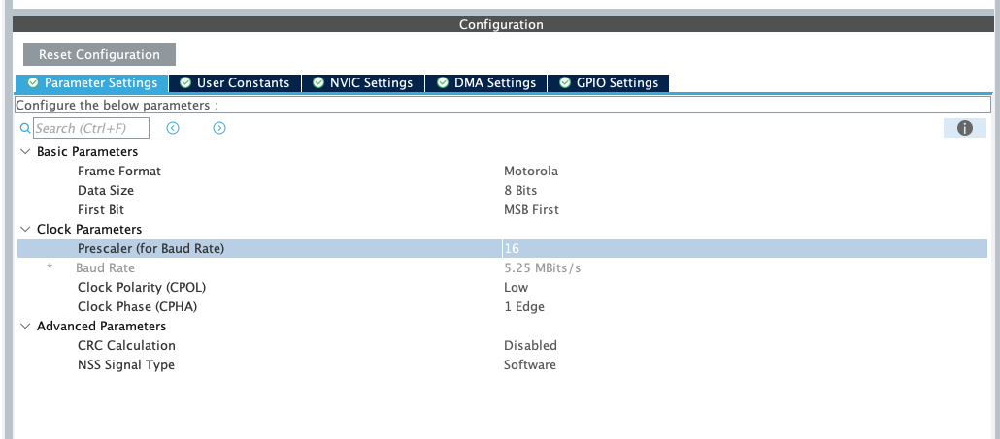 Configuration
Reset Configuration
Parameter Settings User Constants NVIC Settings DMA Settings GPIO Settings
Configure the below parameters :
Search (Ctrl+F)
Basic Parameters
Frame Format Motorola
Data Size 8 Bits
First Bit MSB First
Clock Parameters
Prescaler (for Baud Rate) 16
* Baud Rate 5.25 MBits/s
Clock Polarity (CPOL) Low
Clock Phase (CPHA) 1 Edge
Advanced Parameters
CRC Calculation Disabled
NSS Signal Type Software